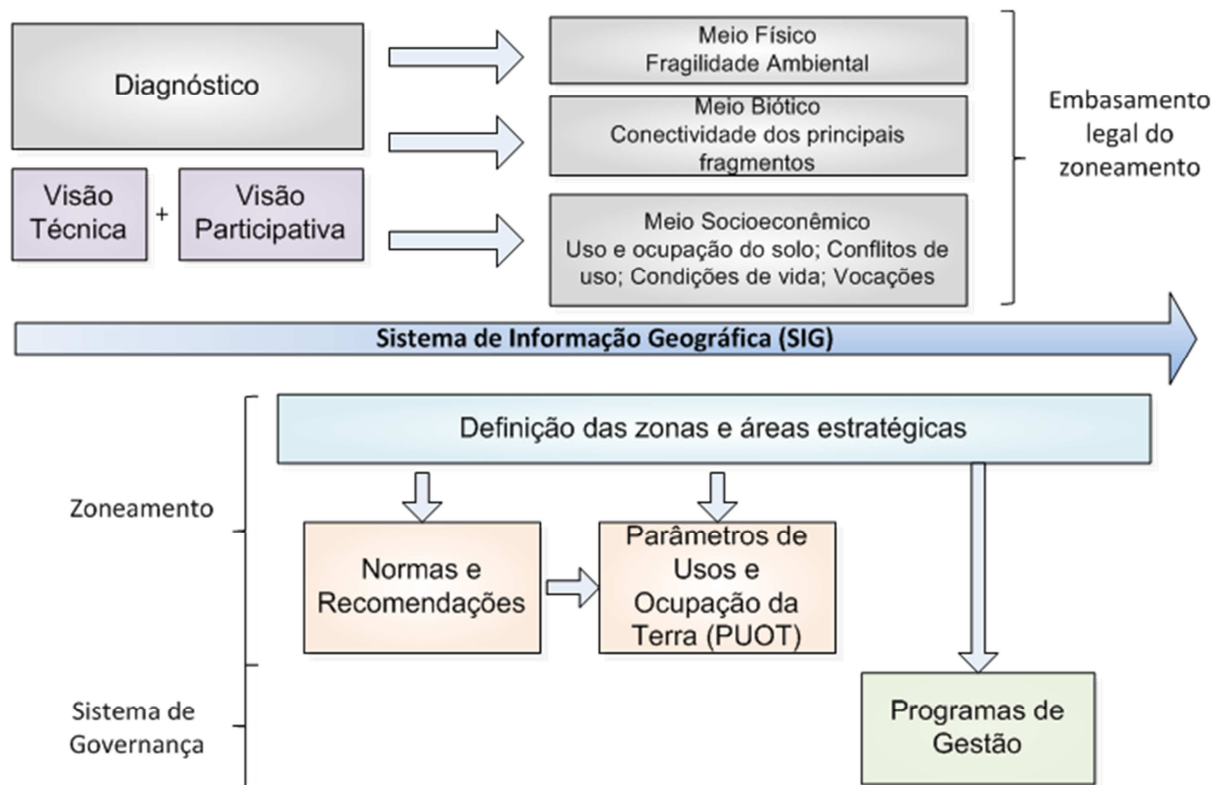 Diagnóstico
Visão
Técnica
+
Visão
Participativa
Meio Físico
Fragilidade Ambiental
Meio Biótico
Conectividade dos principais
fragmentos
Meio Socioeconêmico
Uso e ocupação do solo; Conflitos de
uso; Condições de vida; Vocações
Embasamento
legal do
zoneamento
Sistema de Informação Geográfica (SIG)
Zoneamento
Definição das zonas e áreas estratégicas
Normas e
Recomendações
Parâmetros de
Usos e
Ocupação da
Terra (PUOT)
Sistema de
Governança
Programas de
Gestão